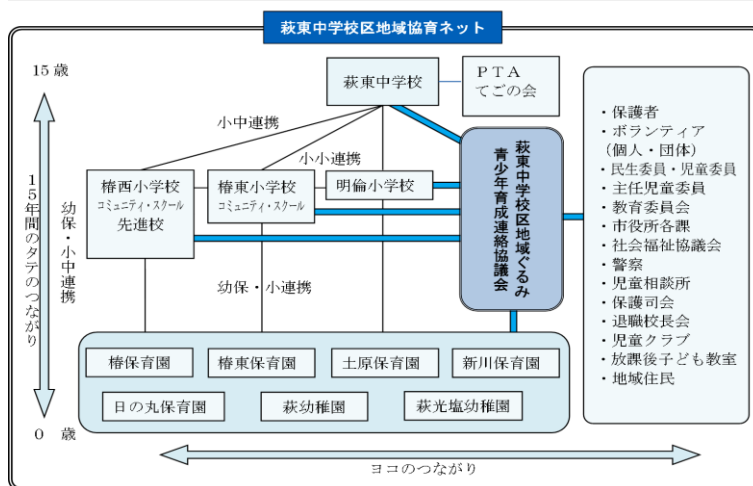 萩東中学校区地域協育ネット
15歳
萩東中学校
PTA
てごの会
小中連携
小小連携
椿西小学校
コミュニティ・スクール
先進校
椿東小学校
コミュニティ・スクール
明倫小学校
萩東中学校区地域ぐるみ
青少年育成連絡協議会
・保護者
・ボランティア
(個人・団体)
・民生委員・児童委員
・主任児童委員
・教育委員会
・市役所各課
・社会福祉協議会
・警察
・児童相談所
・保護司会
・退職校長会
・児童クラブ
・放課後子ども教室
・地域住民
15年間のタテのつながり
幼保・小中連携
幼保・小連携
椿保育園
椿東保育園
土原保育園
新川保育園
日の丸保育園
萩幼稚園
萩光塩幼稚園
0 歳
ヨコのつながり